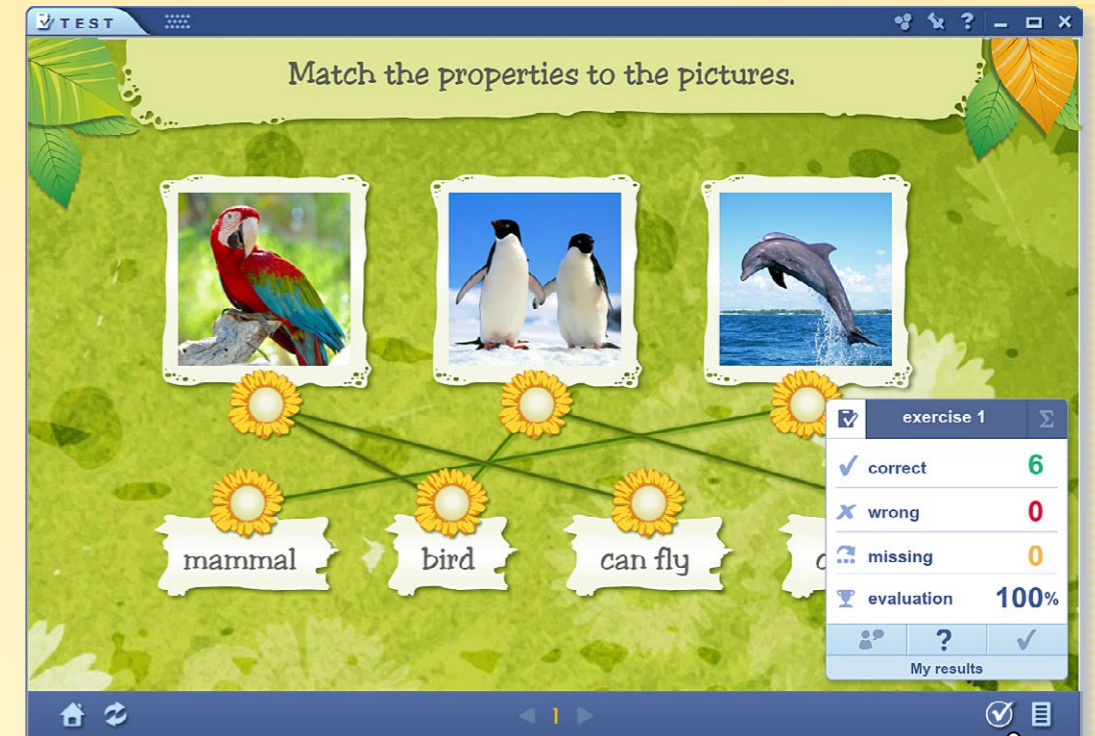 TEST
Match the properties to the pictures.
exercise 1
correct 6
wrong 0
missing 0
evaluation 100%
mammal bird can fly
My results
1